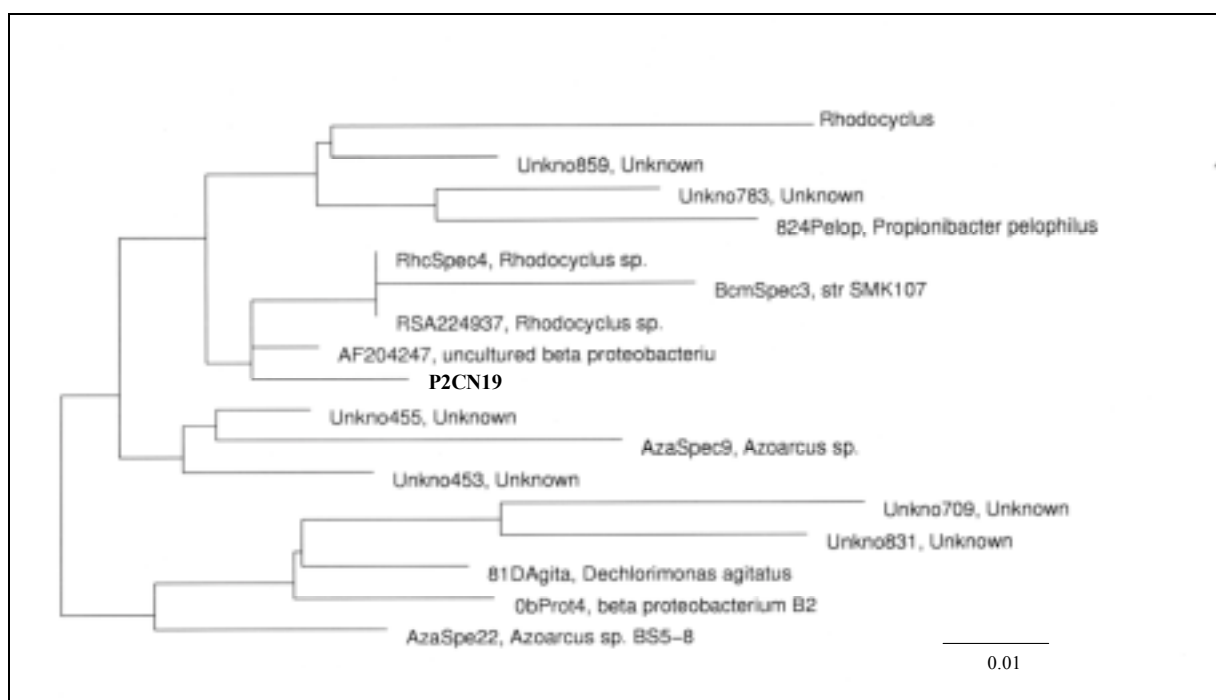 Rhodocyclus
Unkno859, Unknown
Unkno783, Unknown
824Pelop, Propionibacter pelophilus
RhcSpec4, Rhodocyclus sp.
BcmSpec3, str SMK107
RSA224937, Rhodocyclus sp.
AF204247, uncultured beta proteobacteriu
P2CN19
Unkno455, Unknown
AzaSpec9, Azoarcus sp.
Unkno453, Unknown
Unkno709, Unknown
Unkno831, Unknown
81DAgita, Dechlorimonas agitatus
0bProt4, beta proteobacterium B2
AzaSpe22, Azoarcus sp. BS5-8
0.01